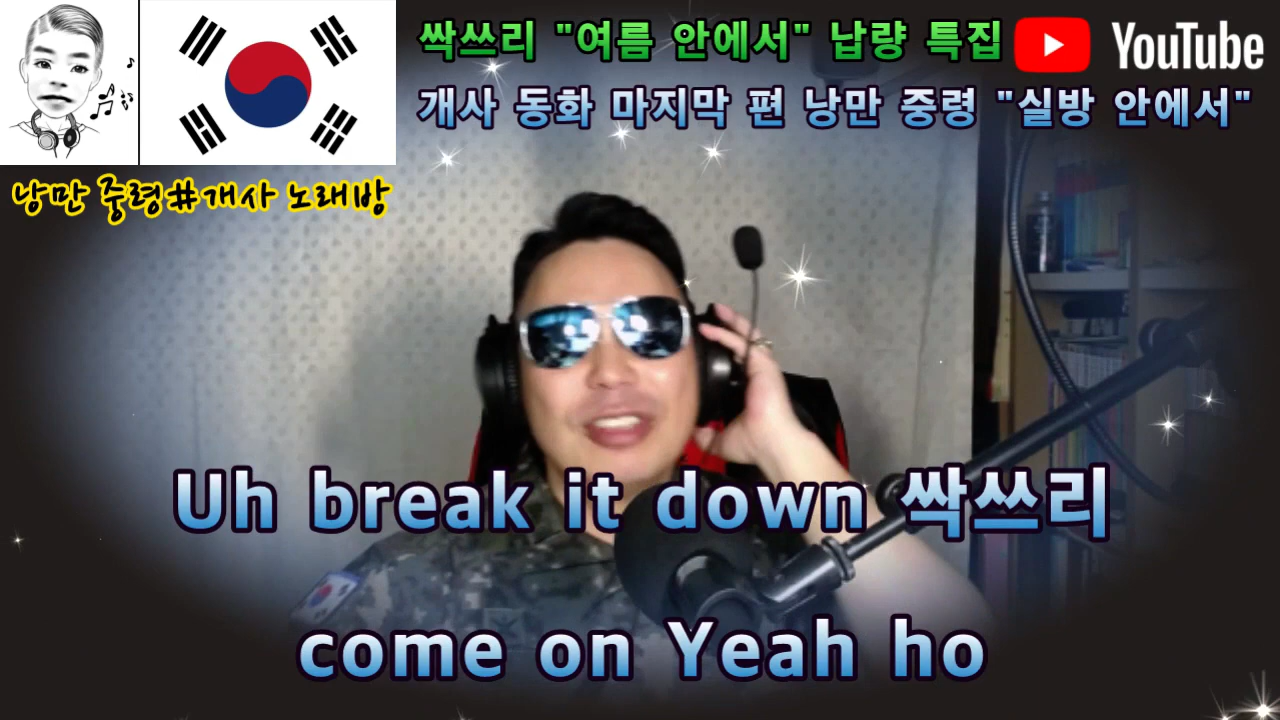 싹쓰리 "여름 안에서" 납량 특집 YouTube
개사 동화 마지막 편 낭만 중령 "실방 안에서"
낭만 중령#개사 노래방
Uh break it down 싹쓰리
come on Yeah ho